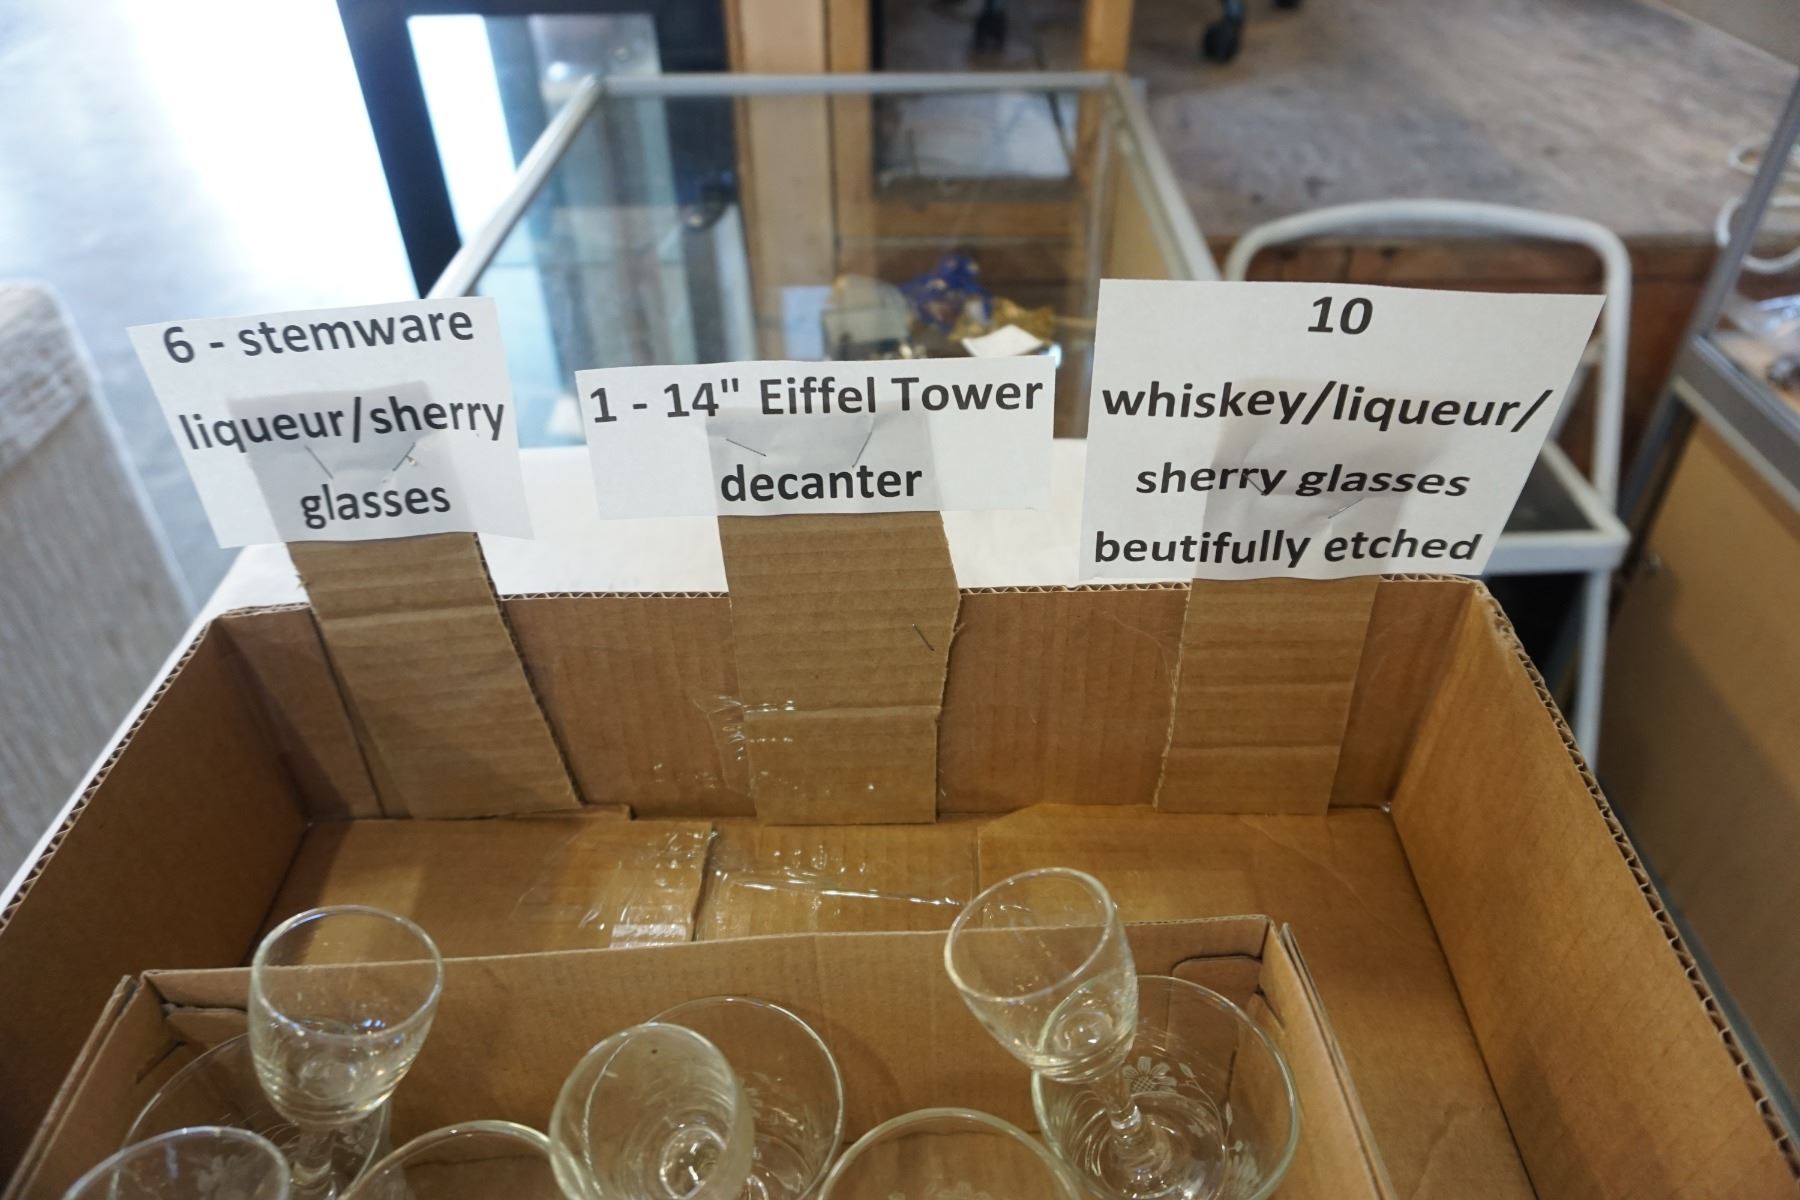 6 - stemware
liqueur/sherry
glasses
1 - 14" Eiffel Tower
decanter
10
whiskey/liqueur/
sherry glasses
beutifully etched